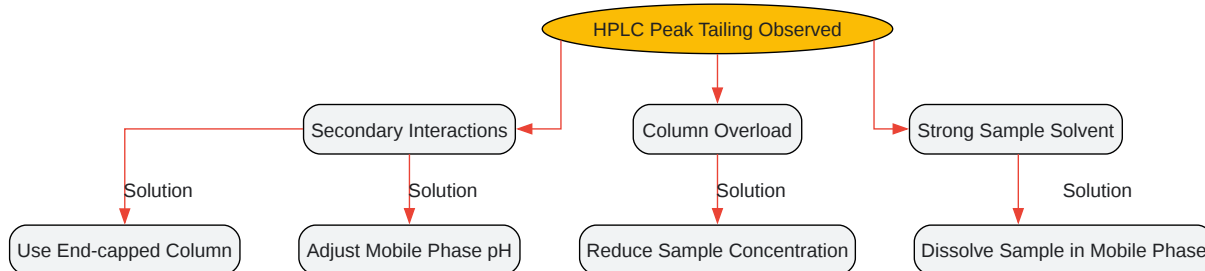 HPLC Peak Tailing Observed
Secondary Interactions
Column Overload
Strong Sample Solvent
Solution
Solution
Solution
Solution
Use End-capped Column
Adjust Mobile Phase pH
Reduce Sample Concentration
Dissolve Sample in Mobile Phase